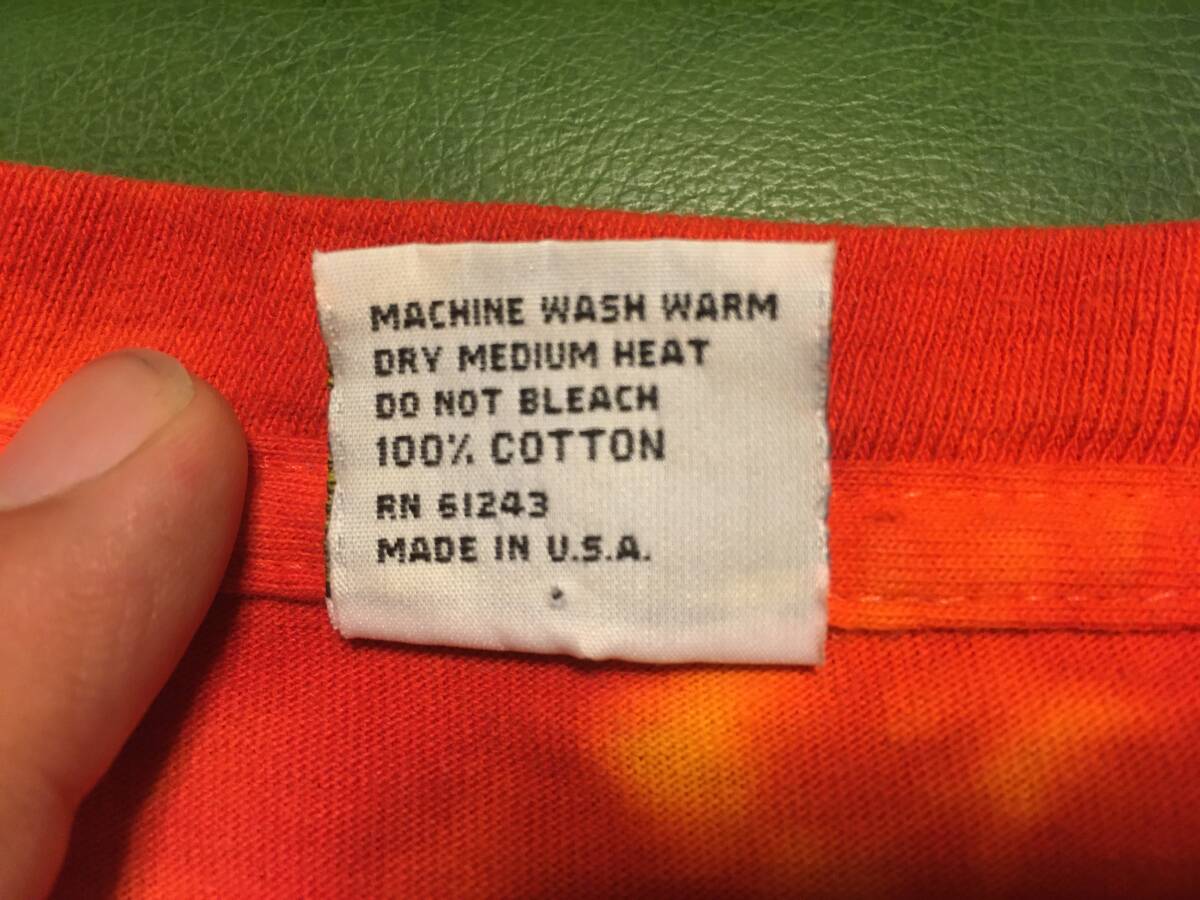 MACHINE WASH WARM
DRY MEDIUM HEAT
DO NOT BLEACH
100% COTTON
RN 61243
MADE IN U.S.A.